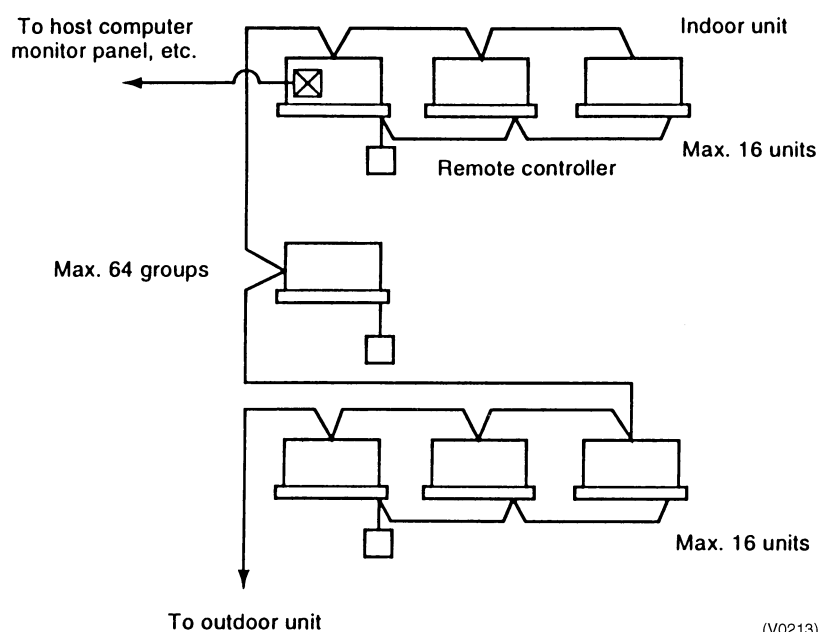 To host computer
monitor panel, etc.
Indoor unit
Max. 16 units
Remote controller
Max. 64 groups
Max. 16 units
To outdoor unit
(V0213)